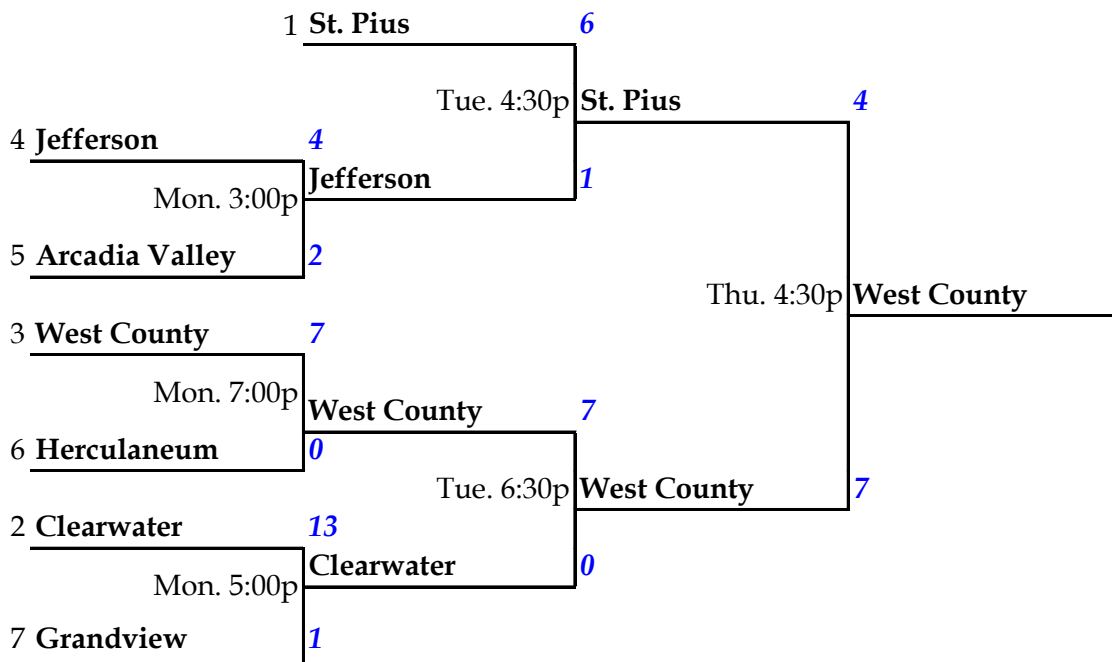 1 St. Pius 6
Tue. 4:30p St. Pius 4
4 Jefferson 4
Jefferson 1
Mon. 3:00p
5 Arcadia Valley 2
Thu. 4:30p West County
3 West County 7
Mon. 7:00p
West County 7
6 Herculaneum 0
Tue. 6:30p West County 7
2 Clearwater 13
Clearwater 0
Mon. 5:00p
7 Grandview 1